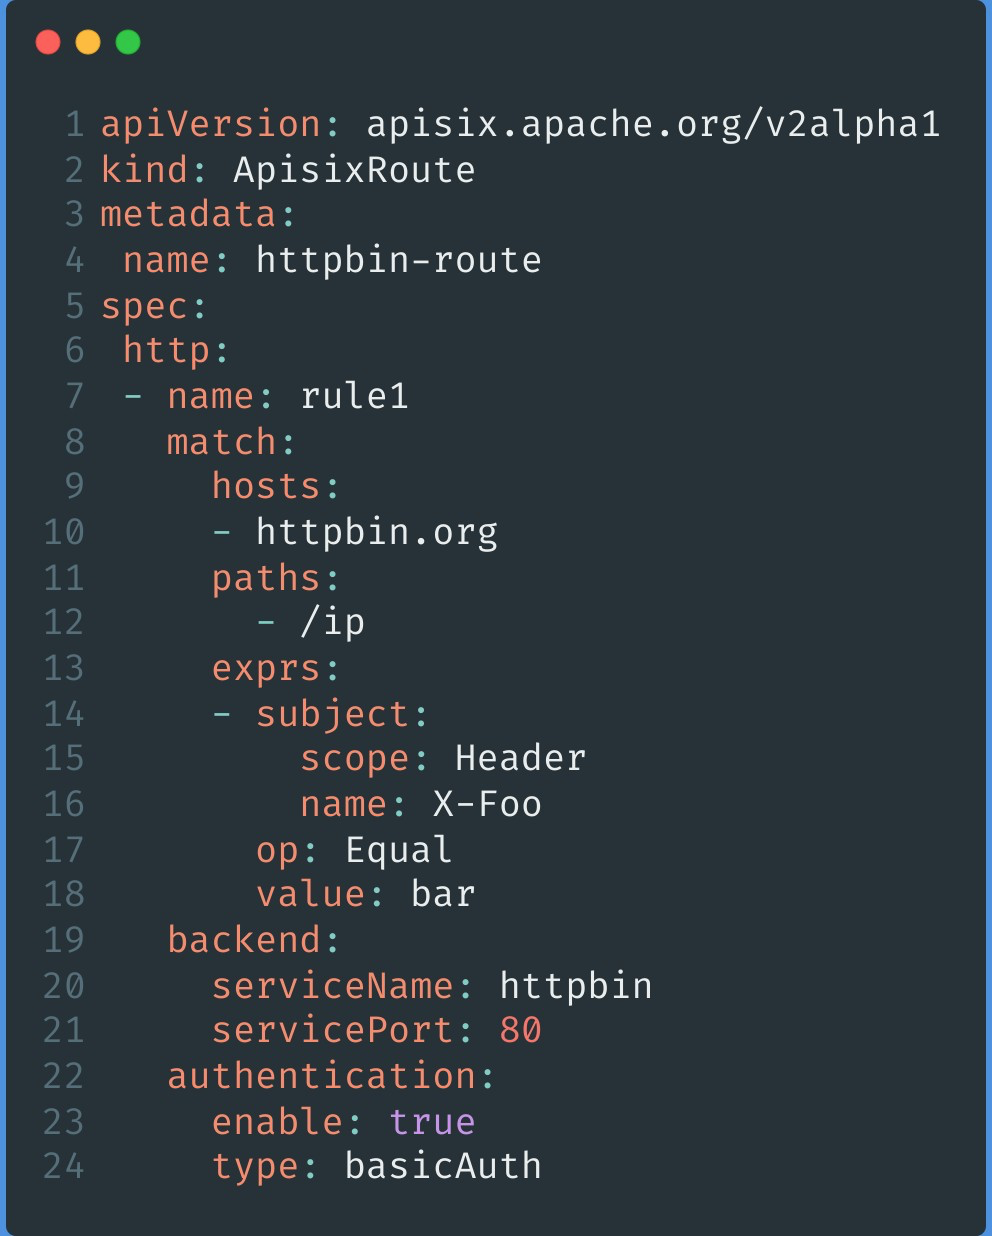 1 apiVersion: apisix.apache.org/v2alpha1
2 kind: ApisixRoute
3 metadata:
4  name: httpbin-route
5 spec:
6  http:
7  - name: rule1
8    match:
9      hosts:
10      - httpbin.org
11      paths:
12        - /ip
13      exprs:
14      - subject:
15          scope: Header
16          name: X-Foo
17        op: Equal
18        value: bar
19    backend:
20      serviceName: httpbin
21      servicePort: 80
22    authentication:
23      enable: true
24      type: basicAuth